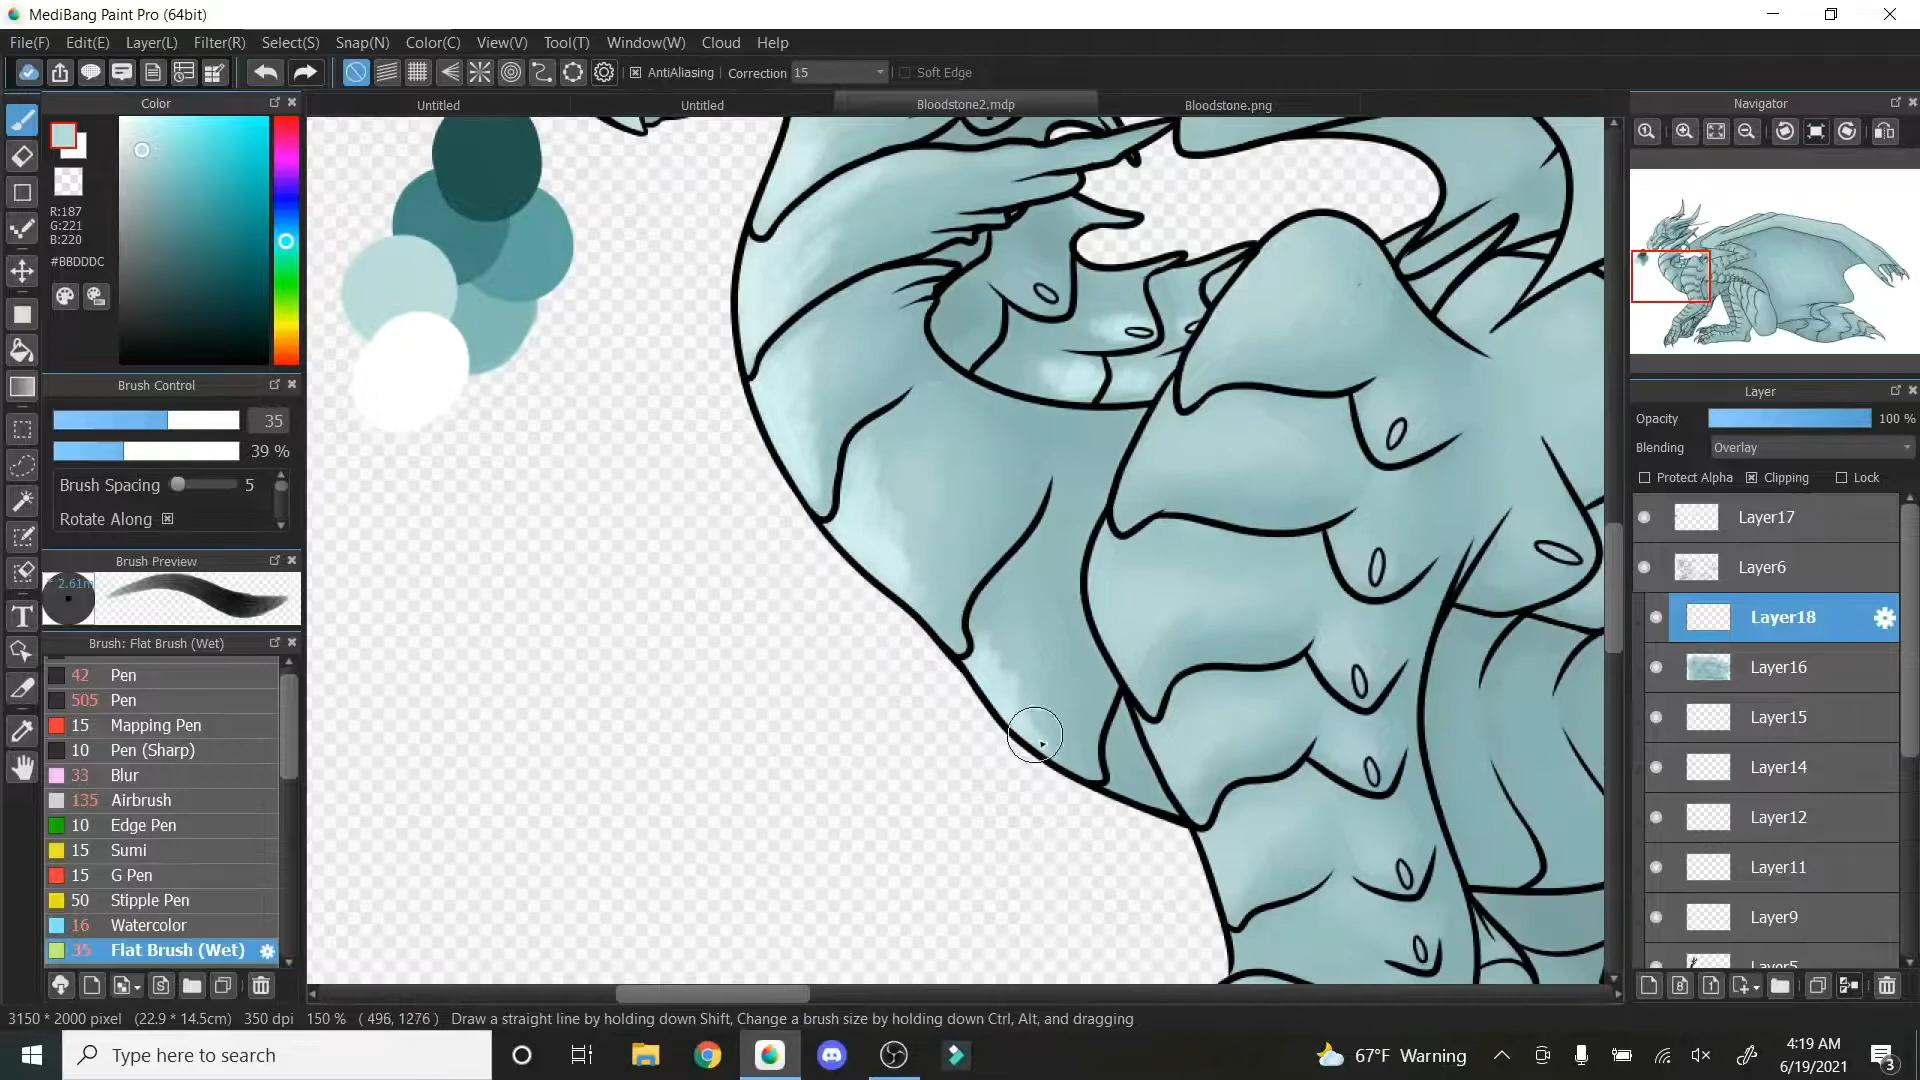 MediBang Paint Pro (64bit)
File(F) Edit(E) Layer(L) Filter(R) Select(S) Snap(N) Color(C) View(V) Tool(T) Window(W) Cloud Help
AntiAliasing Correction 15 Soft Edge
Color
Untitled Untitled Bloodstone2.mdp Bloodstone.png
Navigator
R:187
G:221
B:220
#BBDDDC
Brush Control
35
39 %
Brush Spacing 5
Rotate Along
Brush Preview
Brush: Flat Brush (Wet)
42 Pen
505 Pen
15 Mapping Pen
10 Pen (Sharp)
33 Blur
135 Airbrush
10 Edge Pen
15 Sumi
15 G Pen
50 Stipple Pen
16 Watercolor
35 Flat Brush (Wet)
Layer
Opacity 100 %
Blending Overlay
Protect Alpha Clipping Lock
Layer17
Layer6
Layer18
Layer16
Layer15
Layer14
Layer12
Layer11
Layer9
Layer5
3150 * 2000 pixel (22.9 * 14.5cm) 350 dpi 150 % ( 496, 1276 ) Draw a straight line by holding down Shift, Change a brush size by holding down Ctrl, Alt, and dragging
Type here to search
67°F Warning
4:19 AM
6/19/2021
3